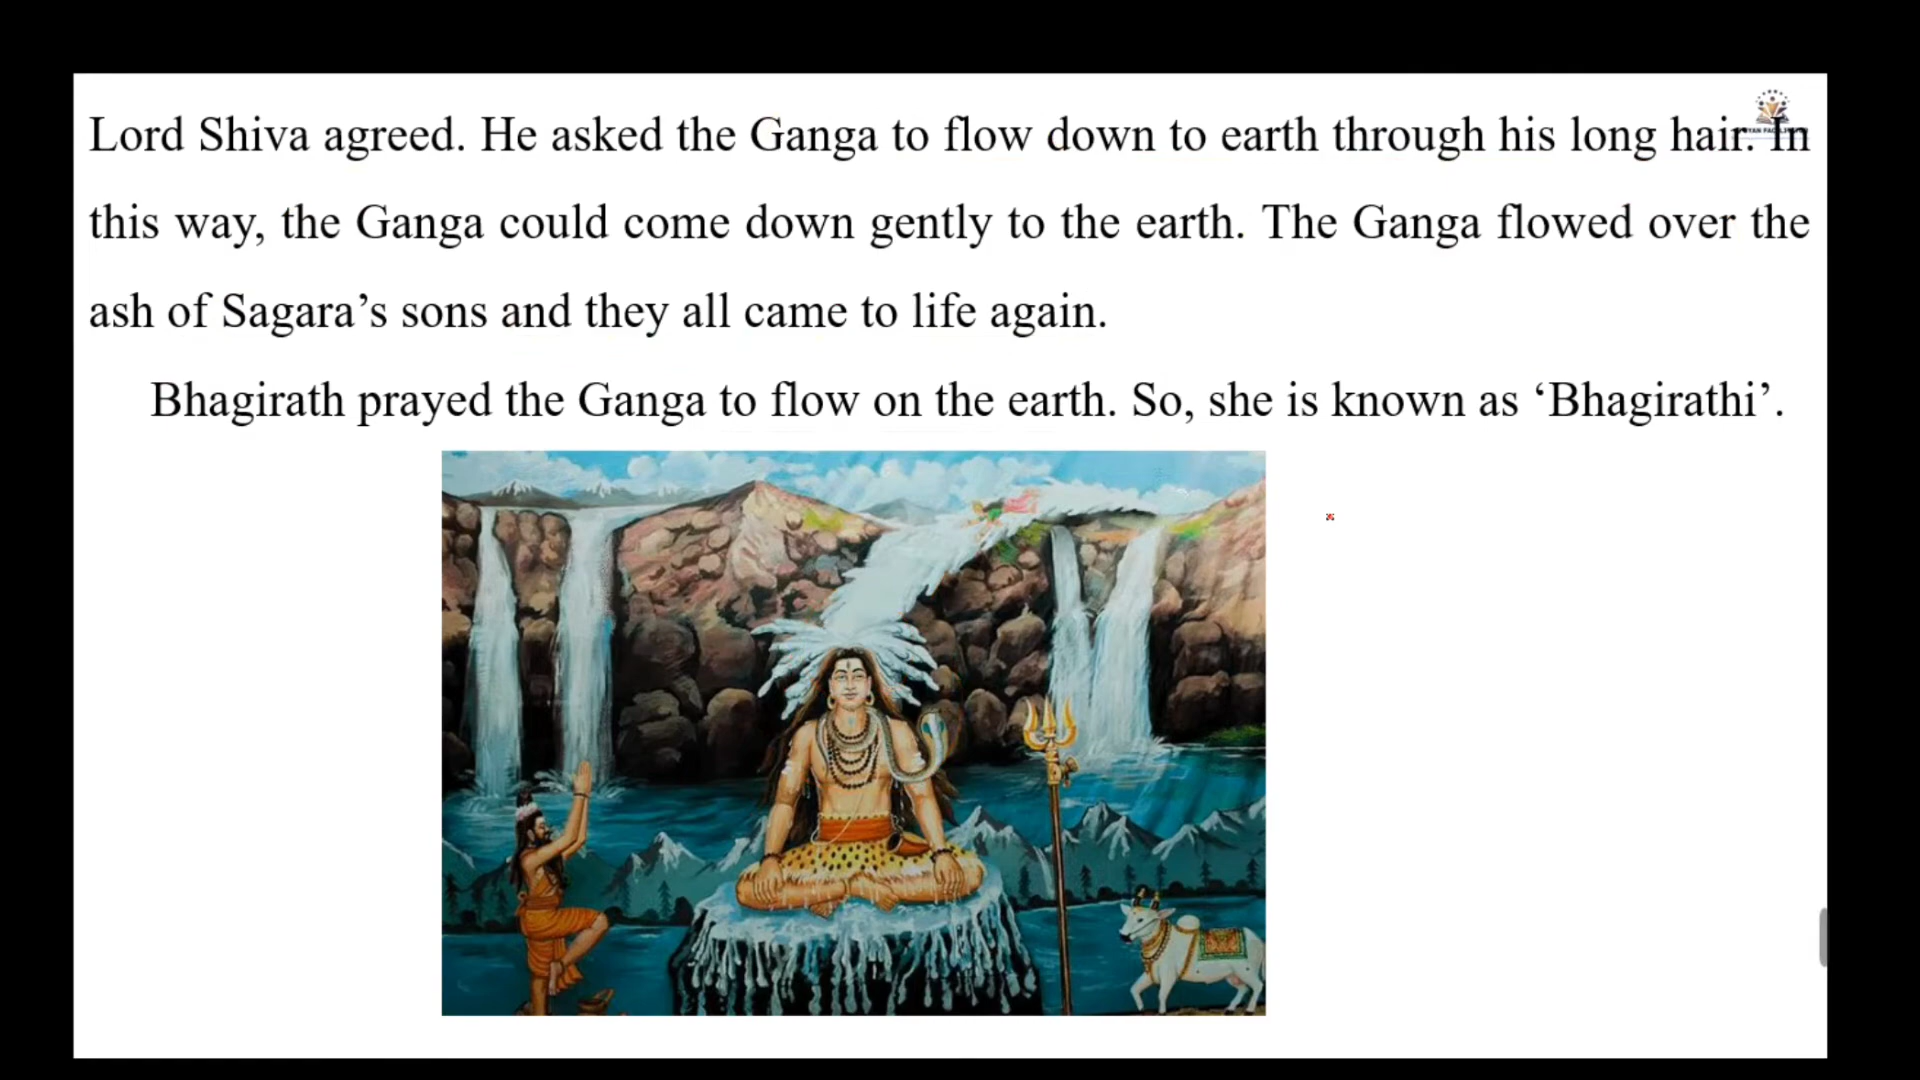 Lord Shiva agreed. He asked the Ganga to flow down to earth through his long hair. In
this way, the Ganga could come down gently to the earth. The Ganga flowed over the
ash of Sagara’s sons and they all came to life again.
Bhagirath prayed the Ganga to flow on the earth. So, she is known as ‘Bhagirathi’.